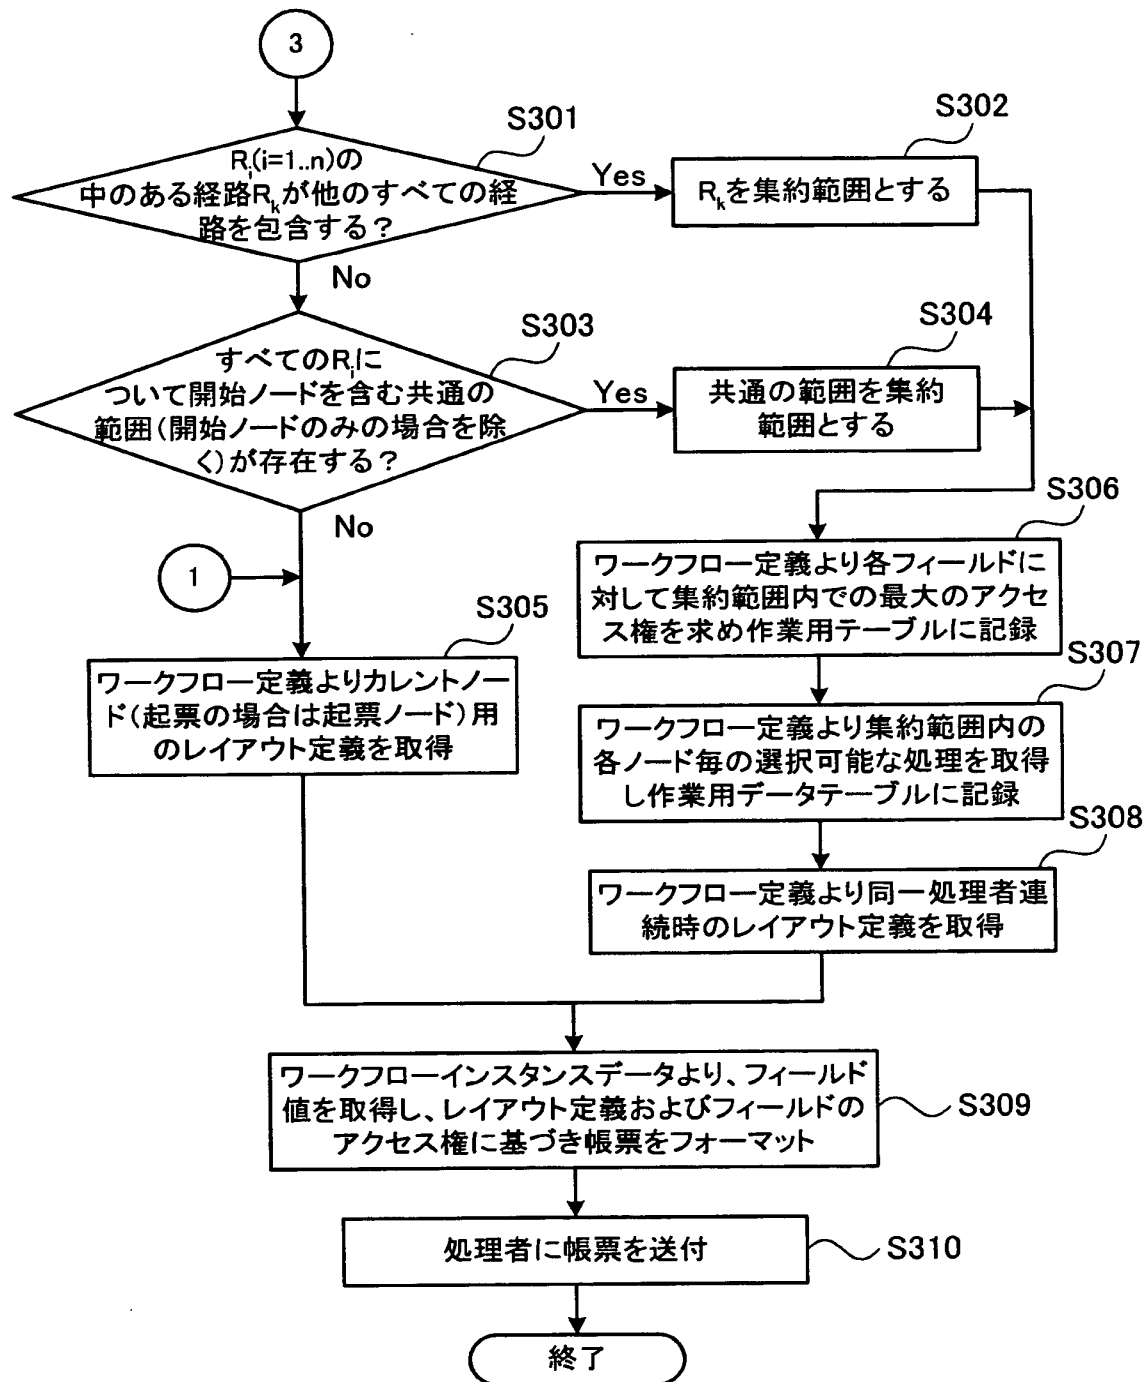 3
S301
R_i(i=1..n)の
中のある経路R_kが他のすべての経
路を包含する？
Yes
S302
R_kを集約範囲とする
No
S303
すべてのR_iに
ついて開始ノードを含む共通の
範囲(開始ノードのみの場合を除
く)が存在する？
Yes
S304
共通の範囲を集約
範囲とする
No
1
S305
ワークフロー定義よりカレントノー
ド(起票の場合は起票ノード)用
のレイアウト定義を取得
S306
ワークフロー定義より各フィールドに
対して集約範囲内での最大のアクセ
ス権を求め作業用テーブルに記録
S307
ワークフロー定義より集約範囲内の
各ノード毎の選択可能な処理を取得
し作業用データテーブルに記録
S308
ワークフロー定義より同一処理者連
続時のレイアウト定義を取得
ワークフローインスタンスデータより、フィールド
値を取得し、レイアウト定義およびフィールドの
アクセス権に基づき帳票をフォーマット
S309
処理者に帳票を送付
S310
終了